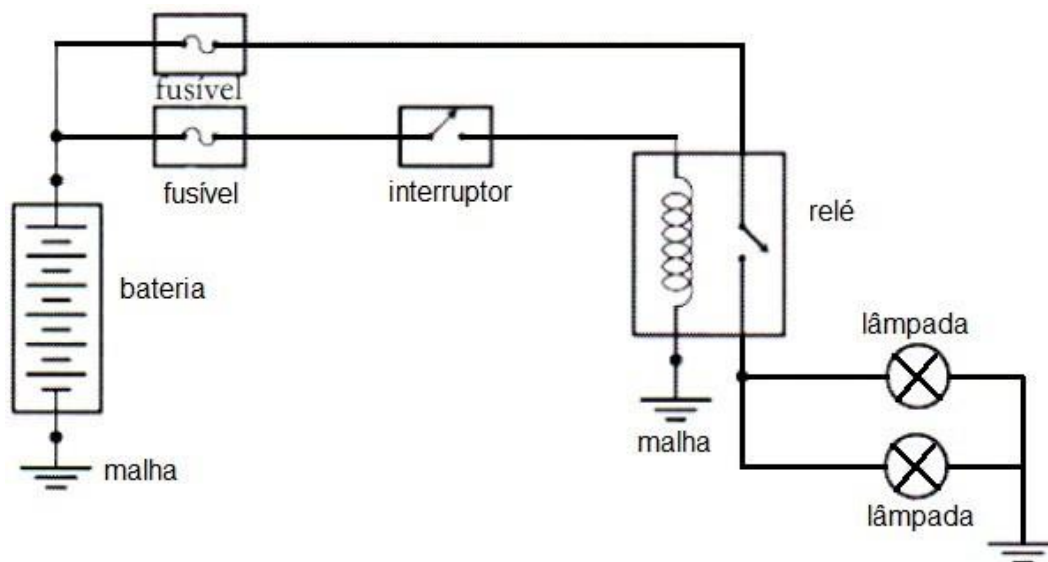 fusível
fusível
interruptor
relé
bateria
lâmpada
malha
malha
lâmpada